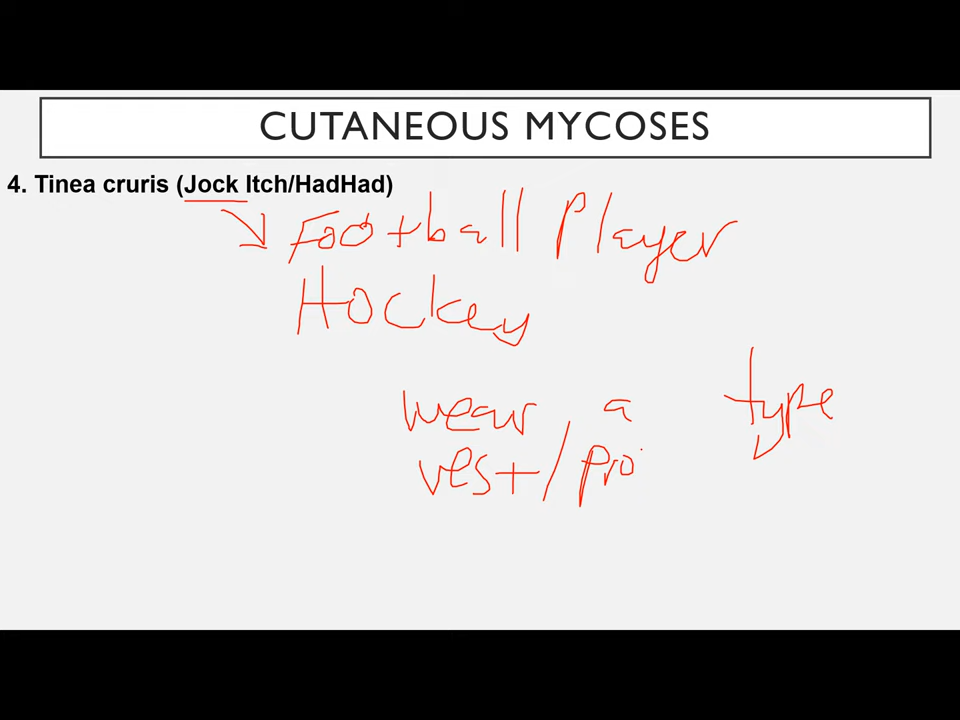 CUTANEOUS MYCOSES
4. Tinea cruris (Jock Itch/HadHad)
Football Player
Hockey
wear a type
vest/pro